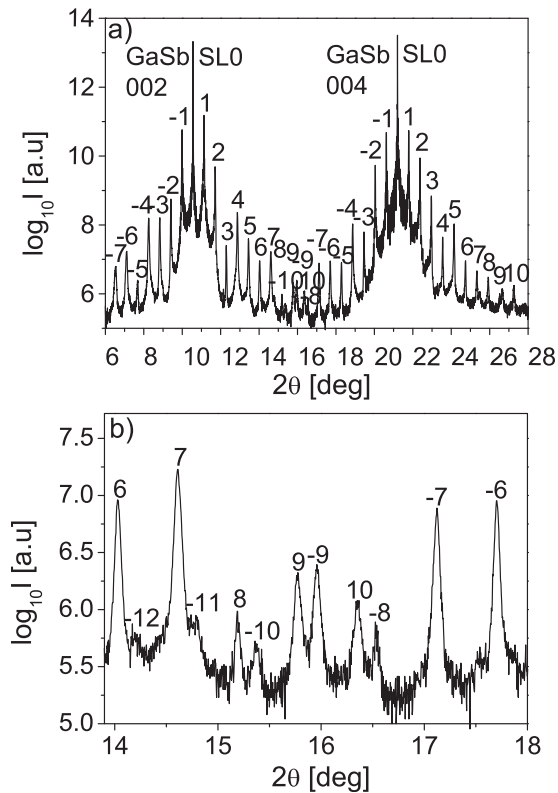 a)
GaSb SL0
002
GaSb SL0
004
-7 -6 -5 -4 -3 -2 -1 1 2 3 4 5 6 7 8 9 10
-10 -9 -8 -7 -6 -5 -4 -3 -2 -1 1 2 3 4 5 6 7 8 9 10
14
12
10
8
6
log10I [a.u]
6 8 10 12 14 16 18 20 22 24 26 28
2θ [deg]
b)
6 -12 7 -11 8 -10 9 -9 10 -8 -7 -6
7.5
7.0
6.5
6.0
5.5
5.0
log10I [a.u]
14 15 16 17 18
2θ [deg]